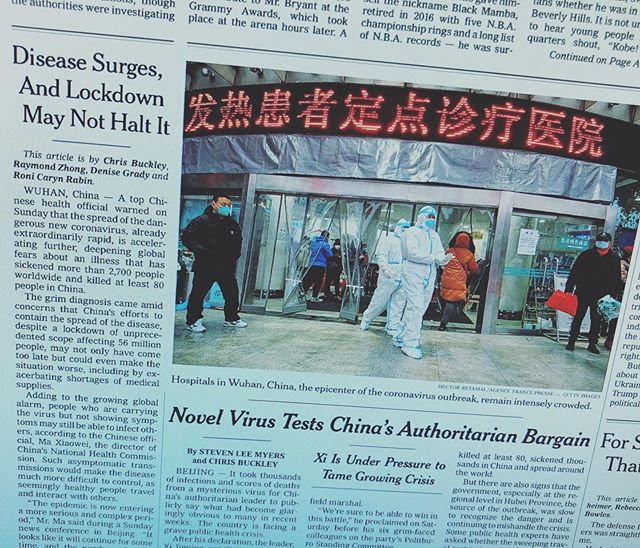 the authorities were investigating
to Mr. Bryant at the
Grammy Awards, which took
place at the arena hours later. A
the nickname Black Mamba,
retired in 2016 with five N.B.A.
championship rings and a long list
of N.B.A. records — he was sur-
whether he was in
Beverly Hills. It is not
to hear young people
quarters shout, “Kobe!
Continued on Page A
Disease Surges,
And Lockdown
May Not Halt It
This article is by Chris Buckley,
Raymond Zhong, Denise Grady and
Roni Caryn Rabin.
WUHAN, China — A top Chi-
nese health official warned on
Sunday that the spread of the dan-
gerous new coronavirus, already
extraordinarily rapid, is acceler-
ating further, deepening global
fears about an illness that has
sickened more than 2,700 people
worldwide and killed at least 80
people in China.
The grim diagnosis came amid
concerns that China's efforts to
contain the spread of the disease,
despite a lockdown of unprece-
dented scope affecting 56 million
people, may not only have come
too late but could even make the
situation worse, including by ex-
acerbating shortages of medical
supplies.
Adding to the growing global
alarm, people who are carrying
the virus but not showing symp-
toms may still be able to infect oth-
ers, according to the Chinese offi-
cial, Ma Xiaowei, the director of
China's National Health Commis-
sion. Such asymptomatic trans-
missions would make the disease
much more difficult to control, as
seemingly healthy people travel
and interact with others.
“The epidemic is now entering
a more serious and complex peri-
od,” Mr. Ma said during a Sunday
news conference in Beijing. “It
looks like it will continue for some
发热患者定点诊疗医院
HECTOR RETAMAL/AGENCE FRANCE-PRESSE — GETTY IMAGES
Hospitals in Wuhan, China, the epicenter of the coronavirus outbreak, remain intensely crowded.
Novel Virus Tests China's Authoritarian Bargain
By STEVEN LEE MYERS
and CHRIS BUCKLEY
BEIJING — It took thousands
of infections and scores of deaths
from a mysterious virus for Chi-
na's authoritarian leader to pub-
licly say what had become glar-
ingly obvious to many in recent
weeks: The country is facing a
grave public health crisis.
After his declaration, the leader,
Xi Is Under Pressure to
Tame Growing Crisis
field marshal.
“We're sure to be able to win in
this battle,” he proclaimed on Sat-
urday before his six grim-faced
colleagues on the party's Politbu-
ro Standing Committee
killed at least 80, sickened thou-
sands in China and spread around
the world.
But there are also signs that the
government, especially at the re-
gional level in Hubei Province, the
source of the outbreak, was slow
to recognize the danger and is
continuing to mishandle the crisis.
Some public health experts have
asked whether the sweeping
But
about
Ukrain
Trump
political
For S
That
This article
heimer, Rebecca
Howlse.
The